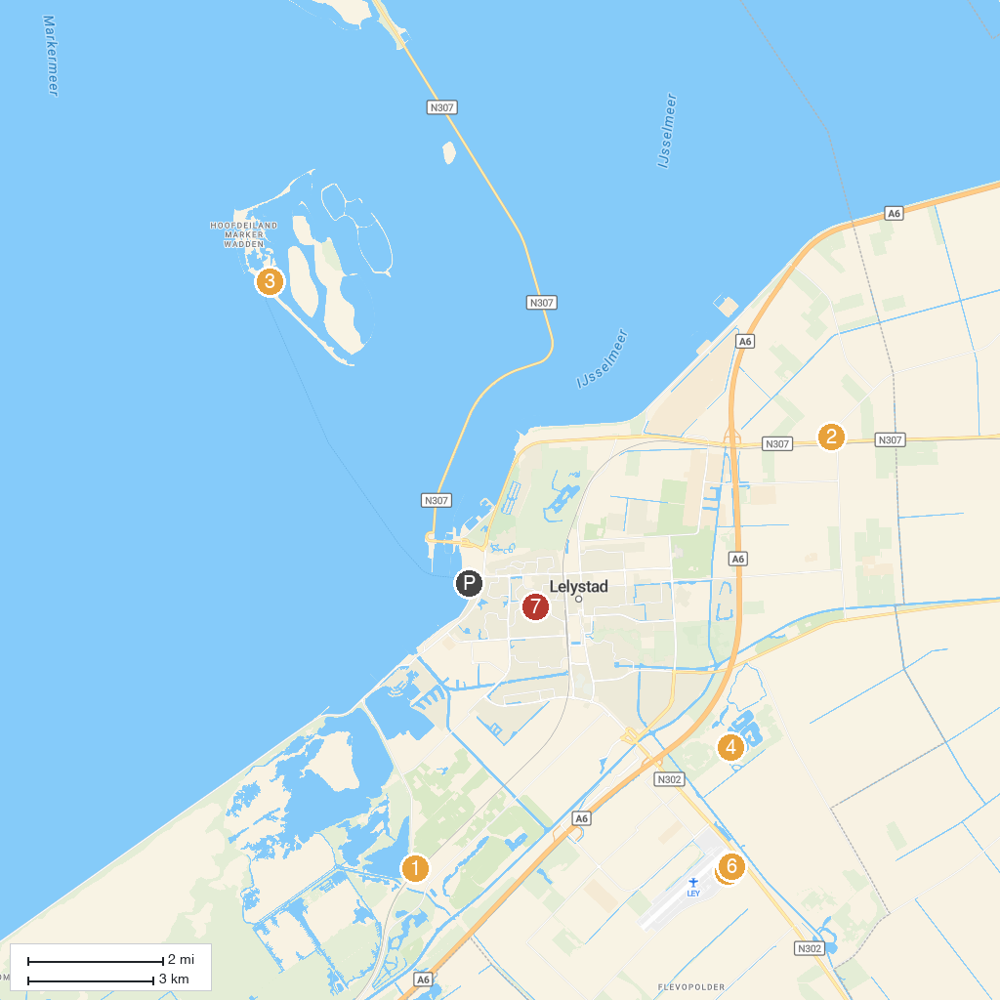 Markermeer
N307
IJsselmeer
A6
HOOFDEILAND
MARKER
WADDEN
3
N307
A6
IJsselmeer
2
N307
N307
N307
A6
P
Lelystad
7
4
N302
A6
1
6
LEY
N302
2 mi
3 km
A6
FLEVOPOLDER